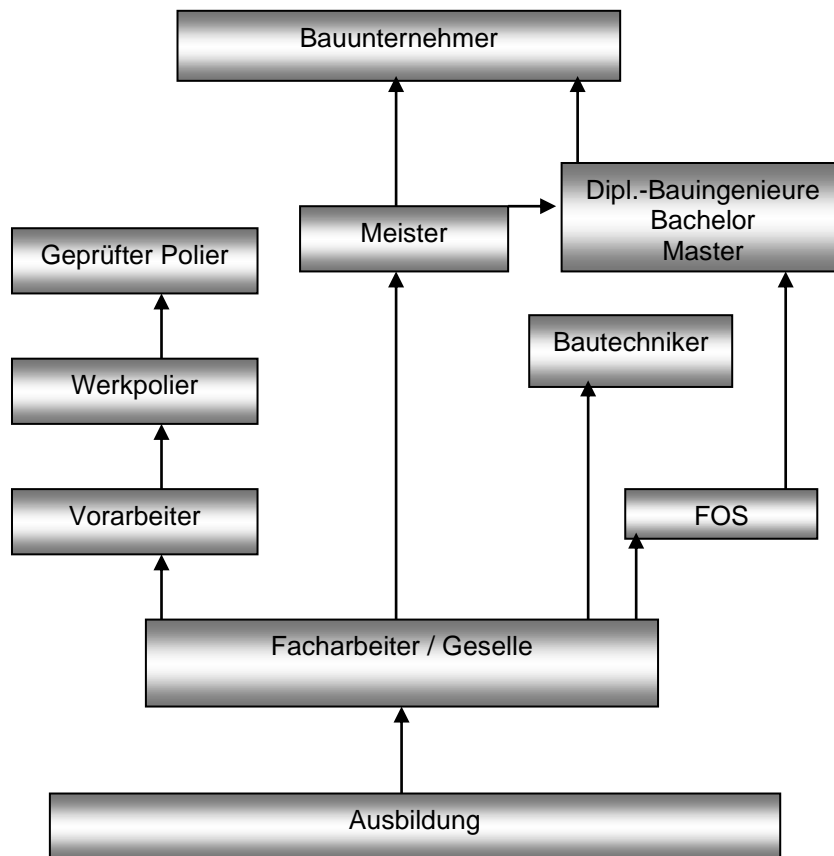 Bauunternehmer
Dipl.-Bauingenieure
Bachelor
Master
Meister
Geprüfter Polier
Bautechniker
Werkpolier
Vorarbeiter
FOS
Facharbeiter / Geselle
Ausbildung